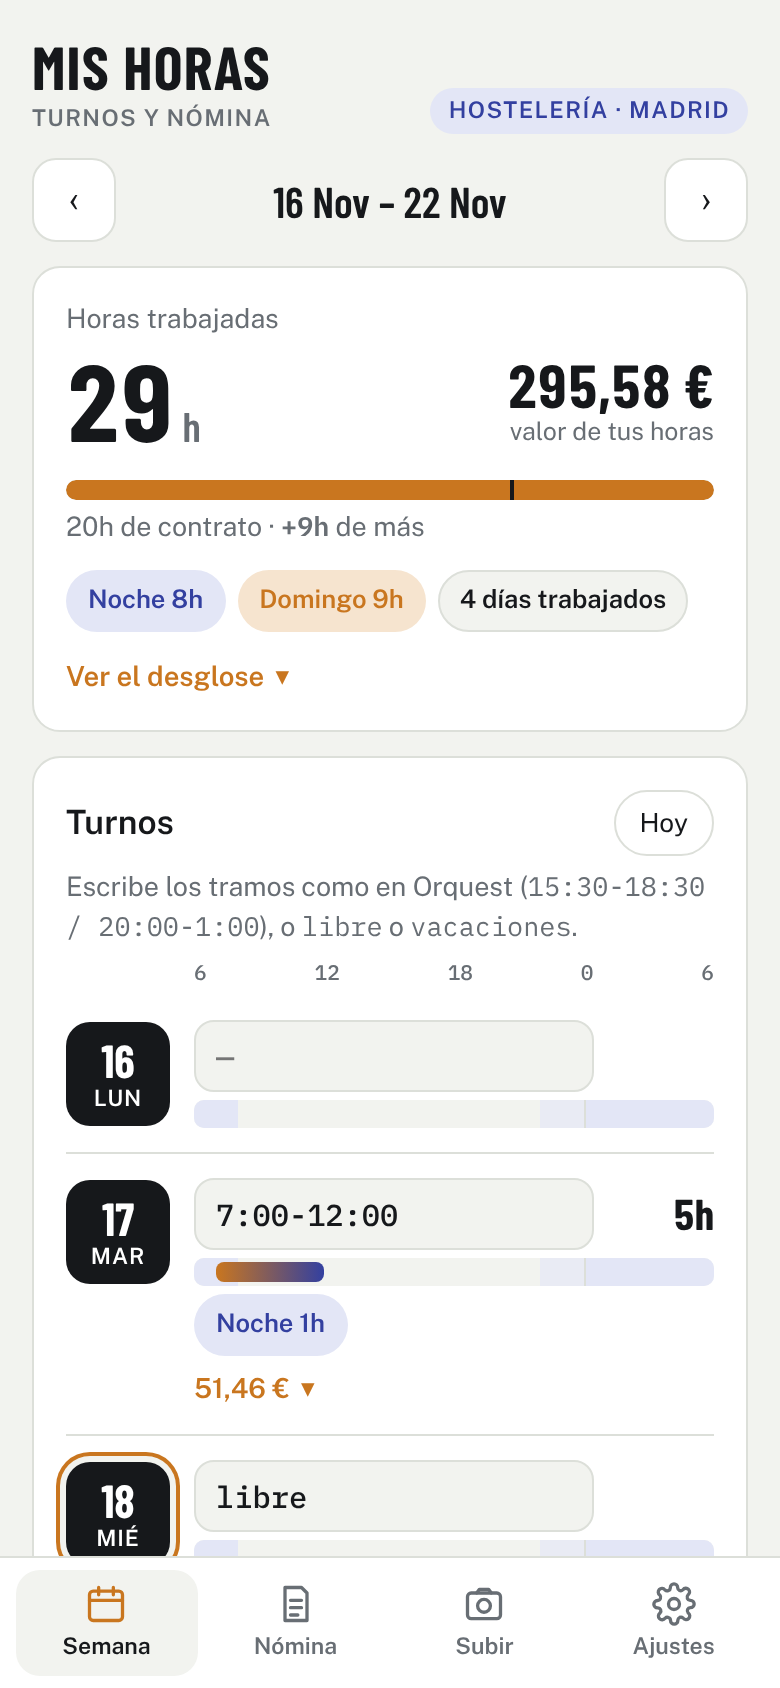 MIS HORAS
TURNOS Y NÓMINA
HOSTELERÍA · MADRID
‹ 16 Nov – 22 Nov ›
Horas trabajadas
29 h
295,58 €
valor de tus horas
20h de contrato · +9h de más
Noche 8h
Domingo 9h
4 días trabajados
Ver el desglose ▼
Turnos
Hoy
Escribe los tramos como en Orquest (15:30-18:30
/ 20:00-1:00), o libre o vacaciones.
6 12 18 0 6
16
LUN
—
17
MAR
7:00-12:00
5h
Noche 1h
51,46 € ▼
18
MIÉ
libre
Semana
Nómina
Subir
Ajustes